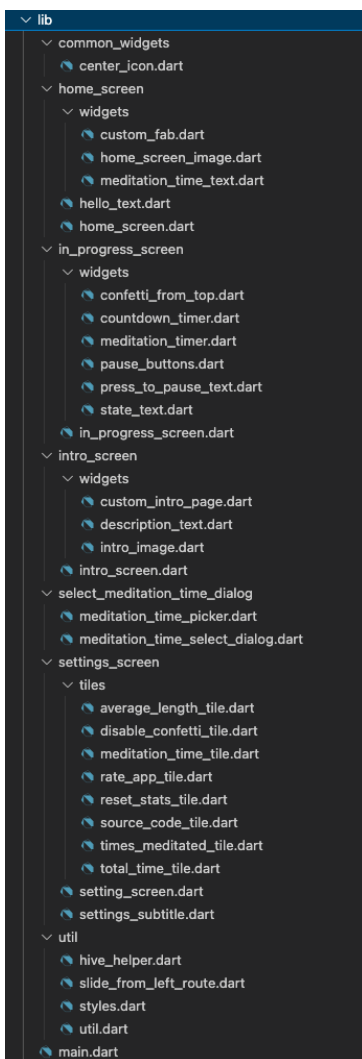 lib
common_widgets
center_icon.dart
home_screen
widgets
custom_fab.dart
home_screen_image.dart
meditation_time_text.dart
hello_text.dart
home_screen.dart
in_progress_screen
widgets
confetti_from_top.dart
countdown_timer.dart
meditation_timer.dart
pause_buttons.dart
press_to_pause_text.dart
state_text.dart
in_progress_screen.dart
intro_screen
widgets
custom_intro_page.dart
description_text.dart
intro_image.dart
intro_screen.dart
select_meditation_time_dialog
meditation_time_picker.dart
meditation_time_select_dialog.dart
settings_screen
tiles
average_length_tile.dart
disable_confetti_tile.dart
meditation_time_tile.dart
rate_app_tile.dart
reset_stats_tile.dart
source_code_tile.dart
times_meditated_tile.dart
total_time_tile.dart
setting_screen.dart
settings_subtitle.dart
util
hive_helper.dart
slide_from_left_route.dart
styles.dart
util.dart
main.dart